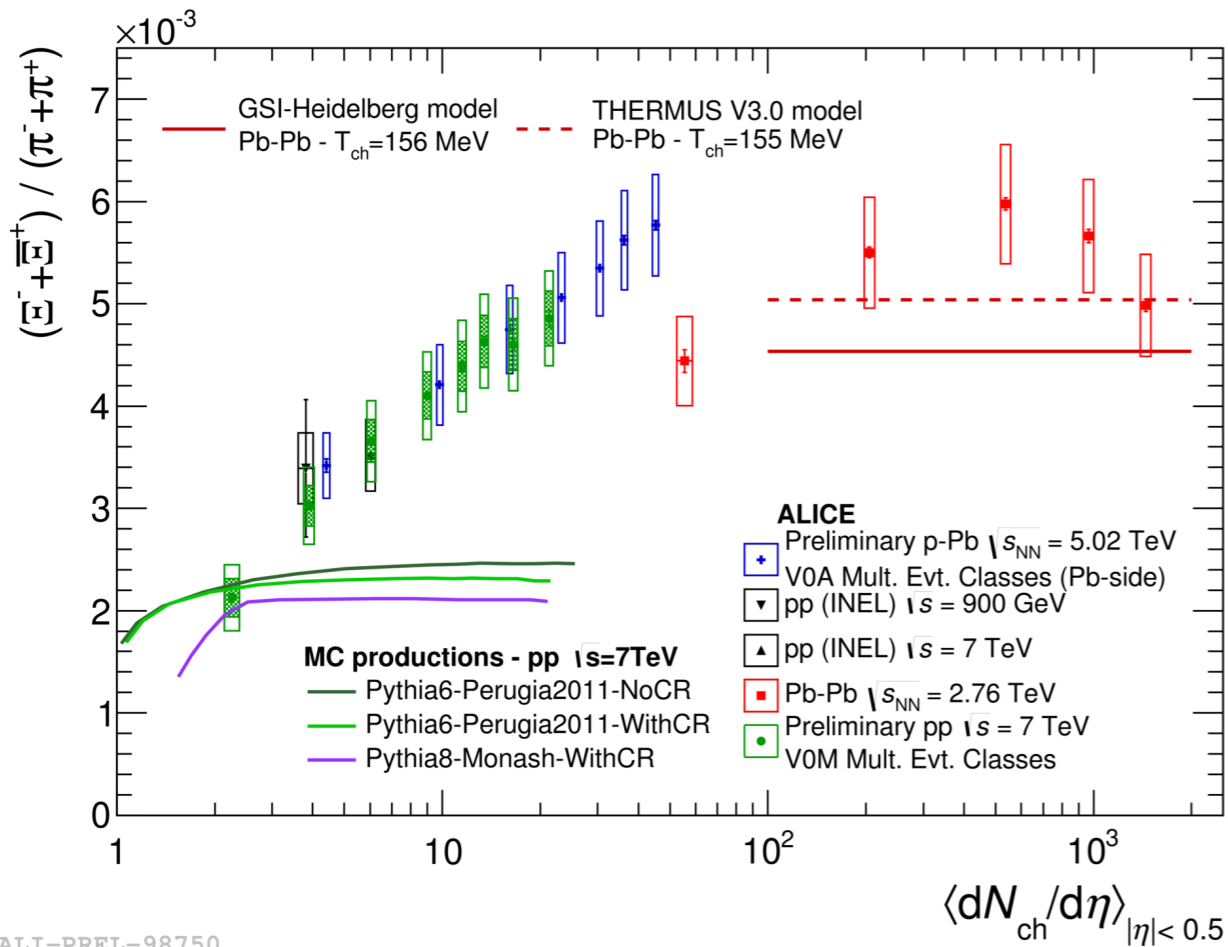 ×10⁻³
(Ξ⁻+Ξ̅⁺) / (π⁻+π⁺)
7
6
5
4
3
2
1
0
GSI-Heidelberg model
Pb-Pb - T_ch=156 MeV
THERMUS V3.0 model
Pb-Pb - T_ch=155 MeV
MC productions - pp √s=7TeV
Pythia6-Perugia2011-NoCR
Pythia6-Perugia2011-WithCR
Pythia8-Monash-WithCR
ALICE
Preliminary p-Pb √s_NN = 5.02 TeV
V0A Mult. Evt. Classes (Pb-side)
pp (INEL) √s = 900 GeV
pp (INEL) √s = 7 TeV
Pb-Pb √s_NN = 2.76 TeV
Preliminary pp √s = 7 TeV
V0M Mult. Evt. Classes
1 10 10² 10³
⟨dN_ch/dη⟩_|η|< 0.5
ALI-PREL-98750